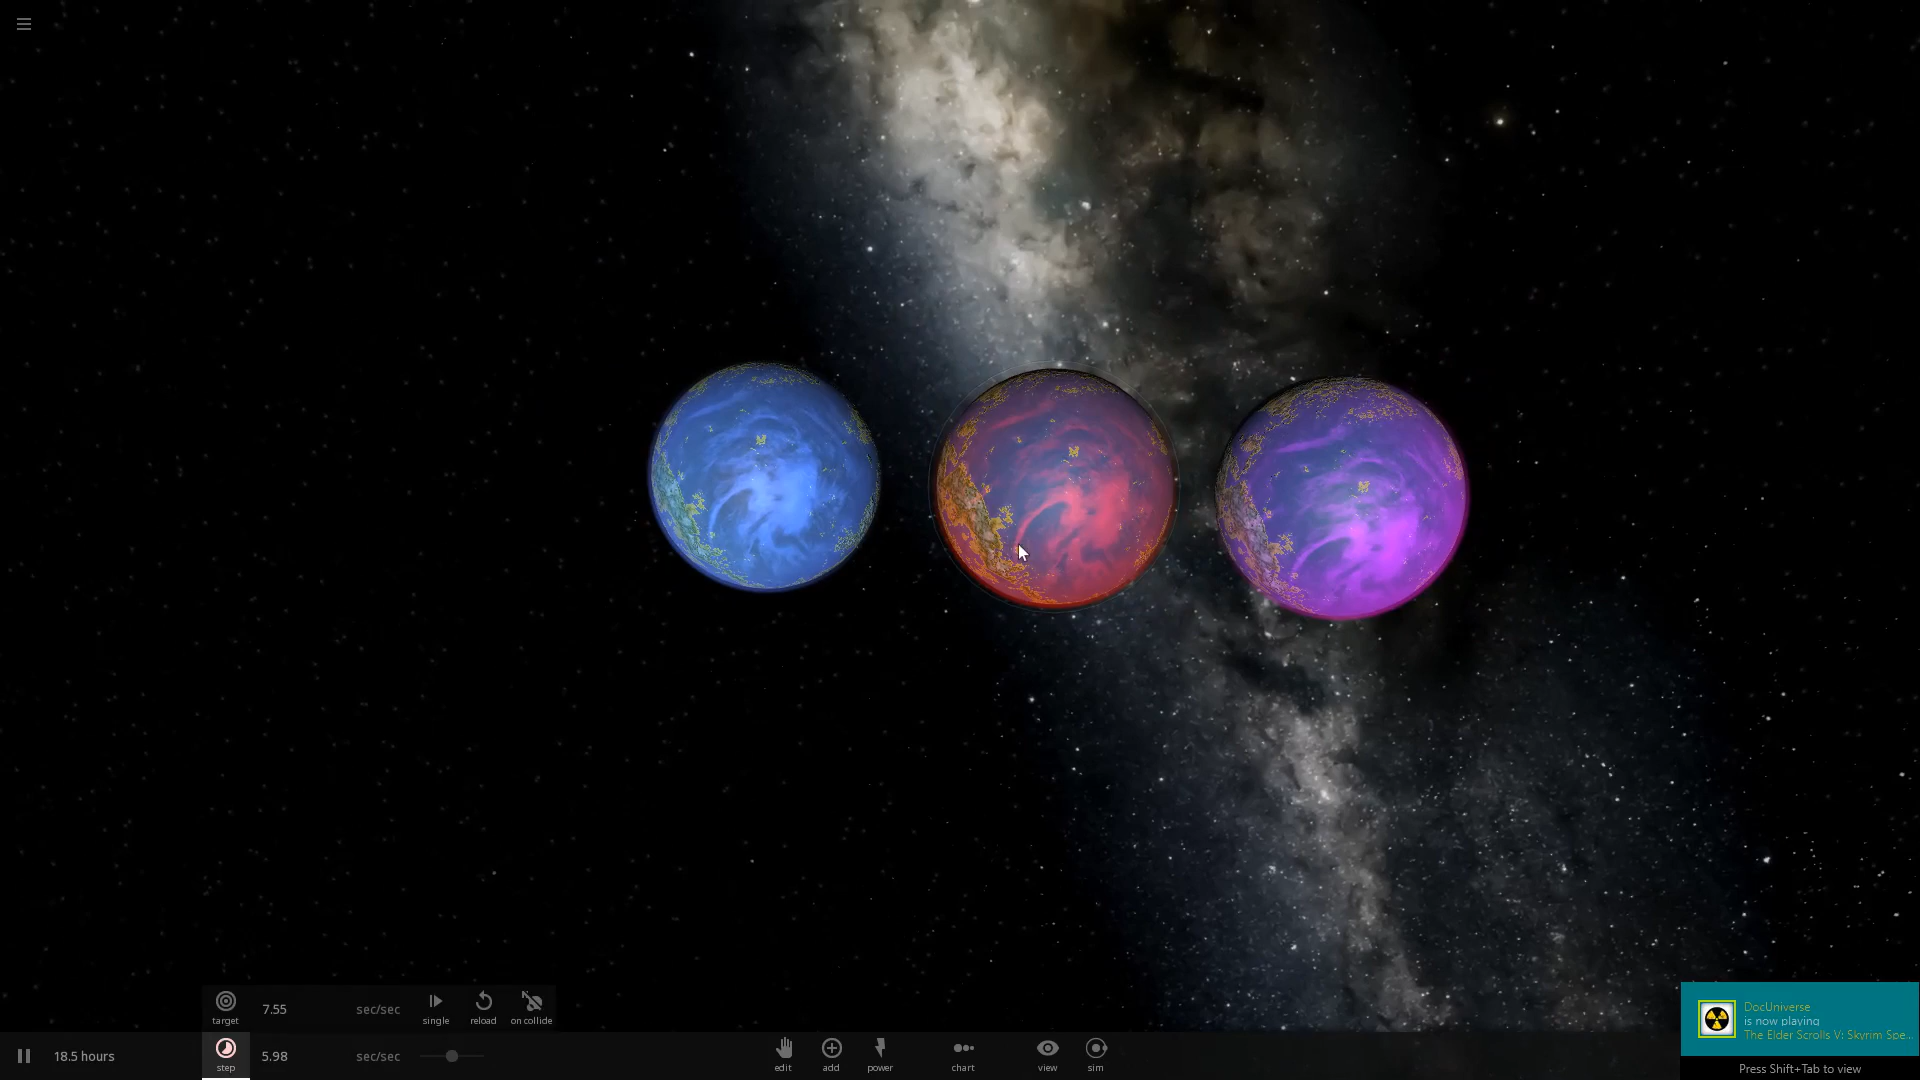 target
7.55
sec/sec
single
reload
on collide
18.5 hours
step
5.98
sec/sec
edit
add
power
chart
view
sim
DocUniverse
is now playing
The Elder Scrolls V: Skyrim Spe...
Press Shift+Tab to view